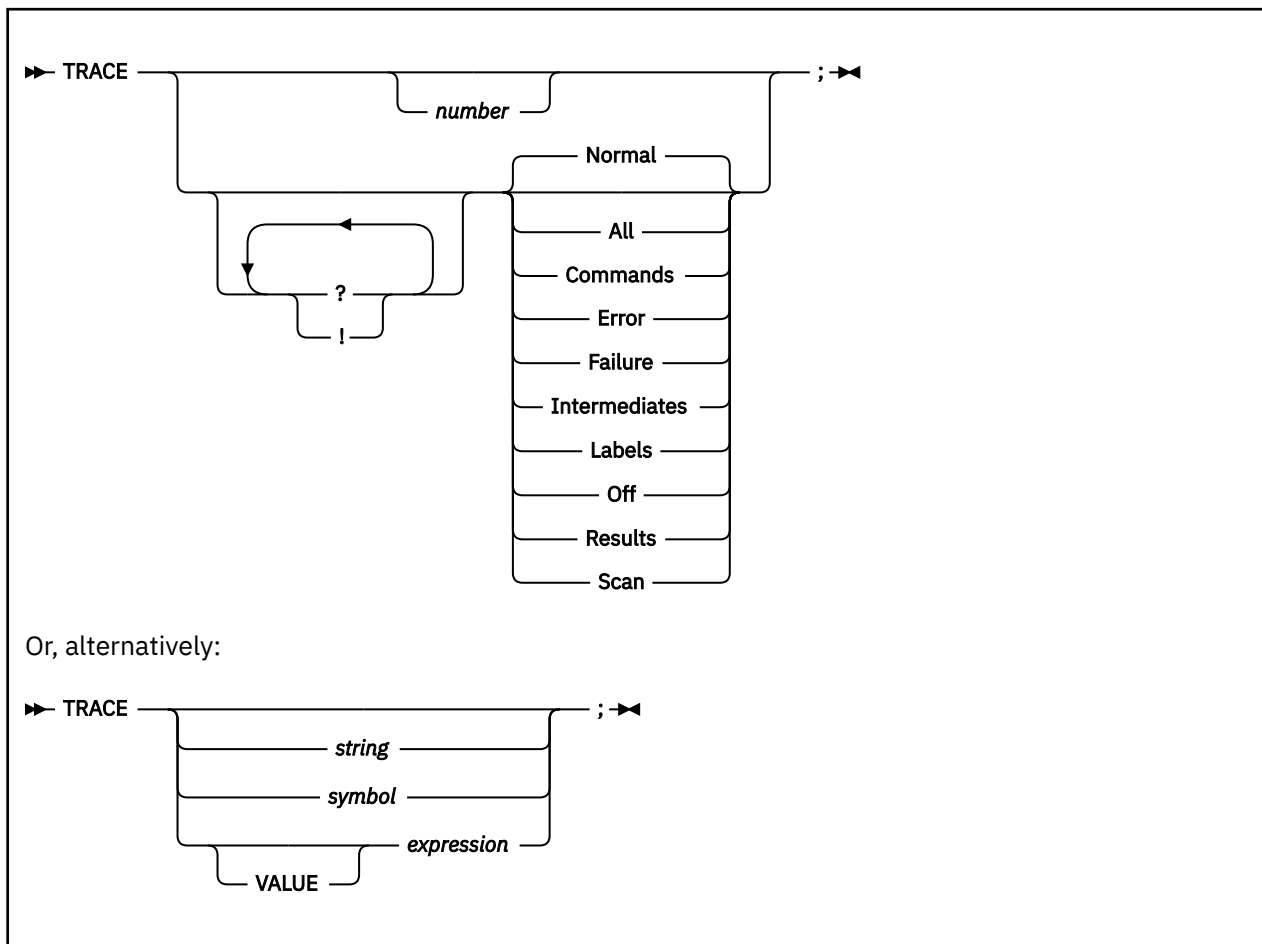 TRACE ;
number
Normal
All
Commands
?
Error
!
Failure
Intermediates
Labels
Off
Results
Scan
Or, alternatively:
TRACE ;
string
symbol
expression
VALUE